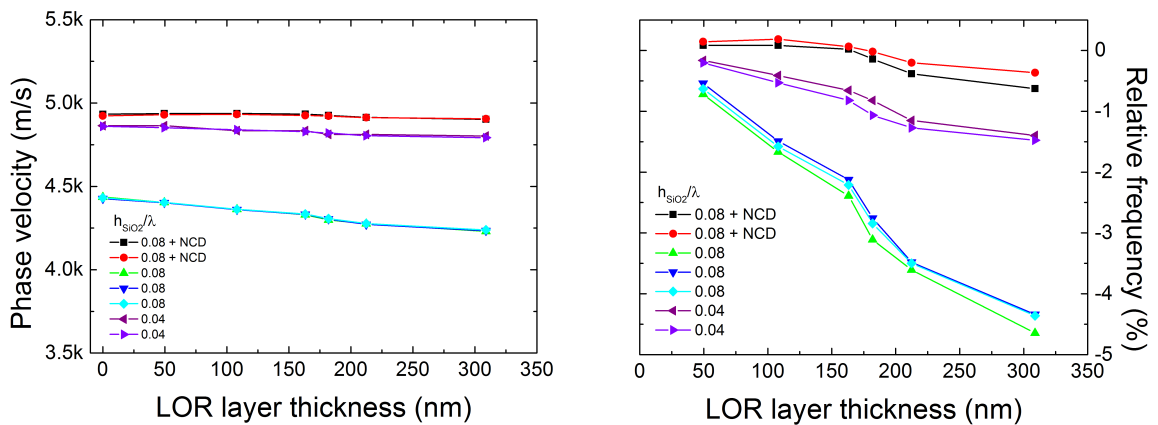 Phase velocity (m/s)
5.5k
5.0k
4.5k
4.0k
3.5k
h_SiO2/λ
0.08 + NCD
0.08 + NCD
0.08
0.08
0.08
0.04
0.04
0 50 100 150 200 250 300 350
LOR layer thickness (nm)
h_SiO2/λ
0.08 + NCD
0.08 + NCD
0.08
0.08
0.08
0.04
0.04
0
-1
-2
-3
-4
-5
Relative frequency (%)
0 50 100 150 200 250 300 350
LOR layer thickness (nm)